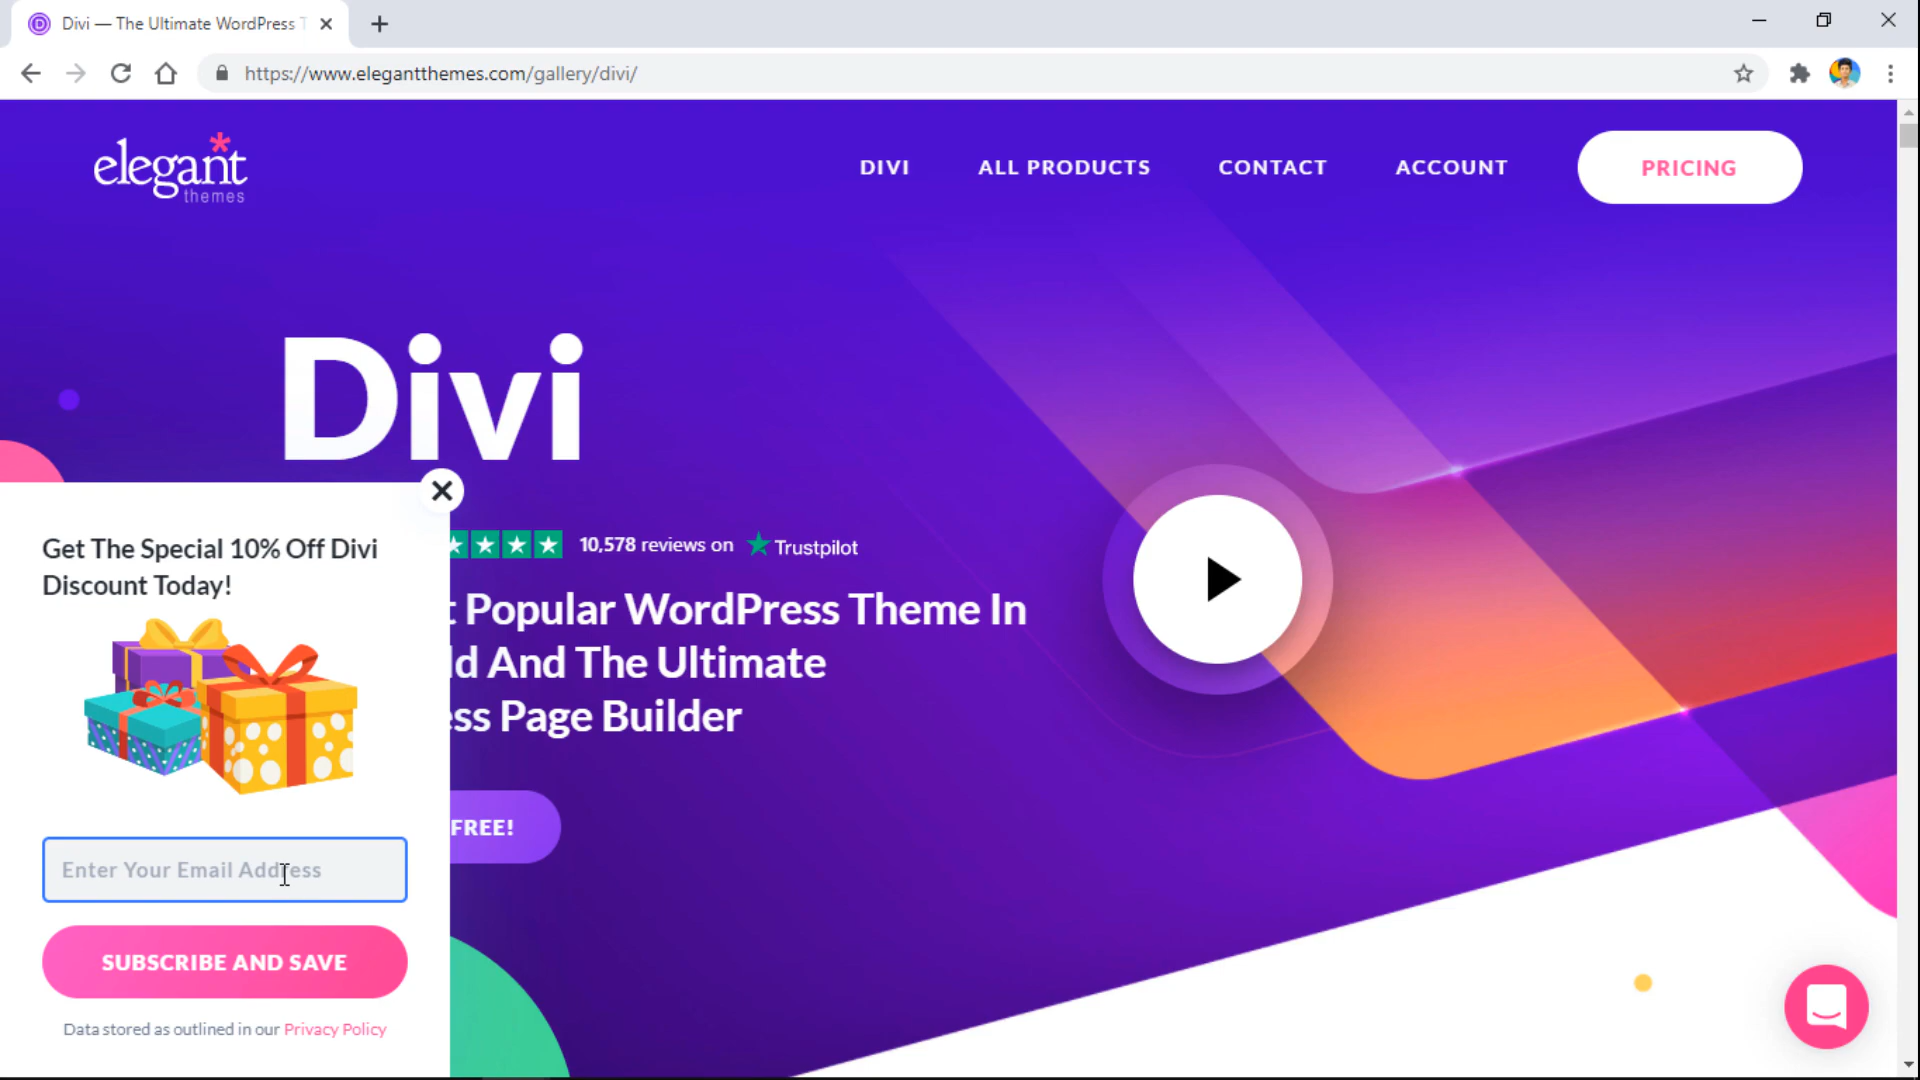 Divi — The Ultimate WordPress T
https://www.elegantthemes.com/gallery/divi/
elegant
themes
DIVI
ALL PRODUCTS
CONTACT
ACCOUNT
PRICING
Divi
10,578 reviews on Trustpilot
t Popular WordPress Theme In
ld And The Ultimate
ess Page Builder
FREE!
Get The Special 10% Off Divi
Discount Today!
Enter Your Email Address
SUBSCRIBE AND SAVE
Data stored as outlined in our Privacy Policy